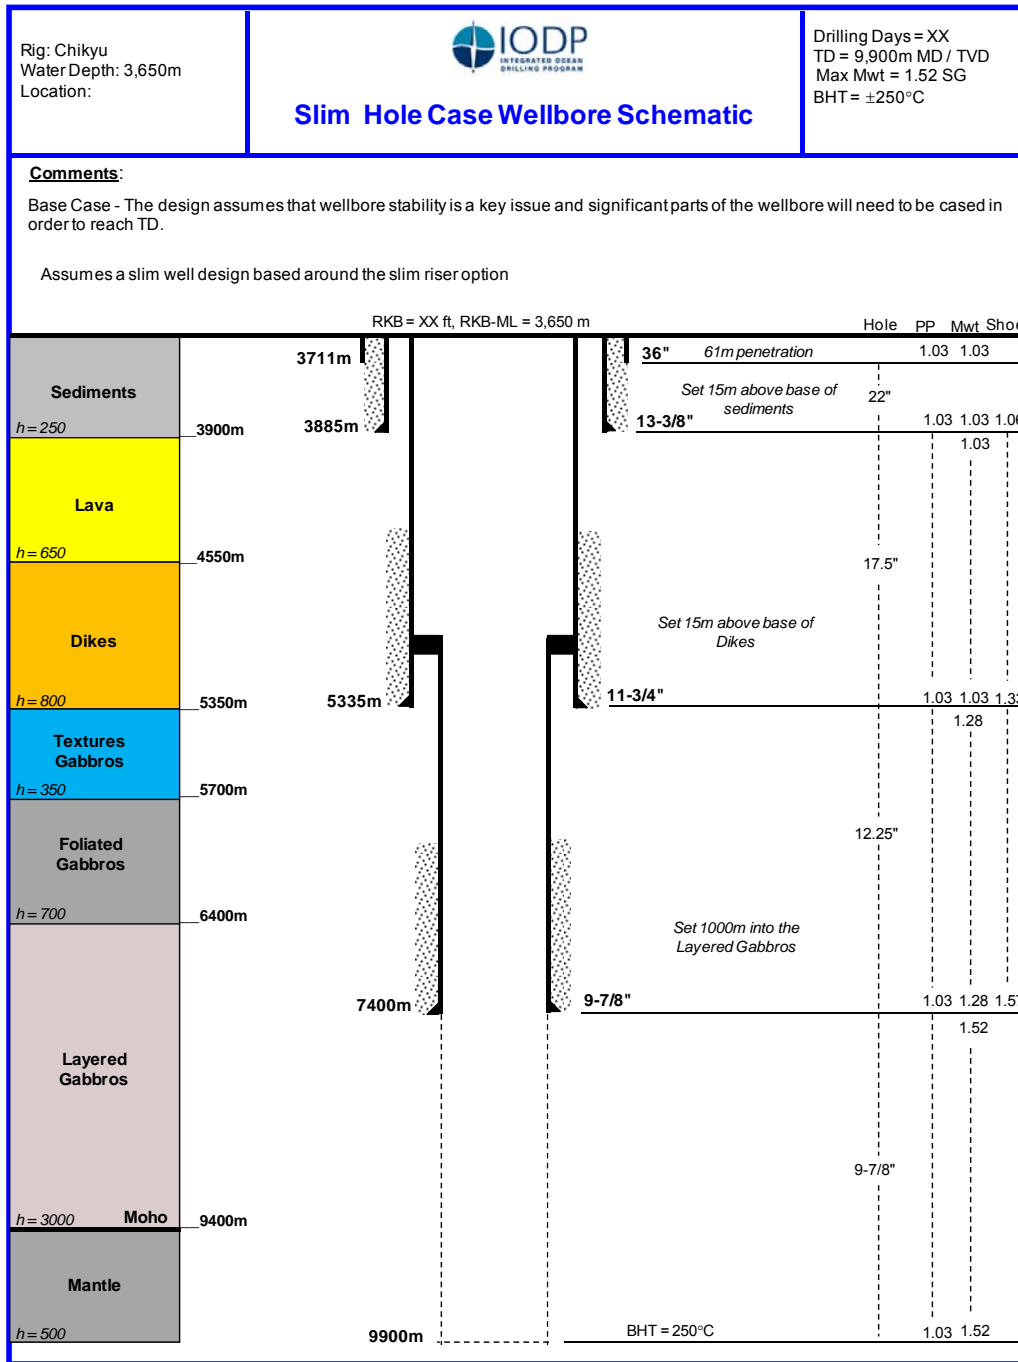 Rig: Chikyu
Water Depth: 3,650m
Location:
IODP
INTEGRATED OCEAN
DRILLING PROGRAM
Slim Hole Case Wellbore Schematic
Drilling Days = XX
TD = 9,900m MD / TVD
Max Mwt = 1.52 SG
BHT = ±250°C
Comments:
Base Case - The design assumes that wellbore stability is a key issue and significant parts of the wellbore will need to be cased in
order to reach TD.
Assumes a slim well design based around the slim riser option
RKB = XX ft, RKB-ML = 3,650 m
Hole PP Mwt Shoe
3711m 36" 61m penetration 1.03 1.03
Sediments
Set 15m above base of
sediments
22"
h = 250 3900m 3885m 13-3/8" 1.03 1.03 1.06
1.03
Lava
h = 650 4550m 17.5"
Dikes
Set 15m above base of
Dikes
h = 800 5350m 5335m 11-3/4" 1.03 1.03 1.33
1.28
Textures
Gabbros
h = 350 5700m
Foliated
Gabbros
12.25"
h = 700 6400m
Set 1000m into the
Layered Gabbros
7400m 9-7/8" 1.03 1.28 1.57
1.52
Layered
Gabbros
9-7/8"
h = 3000 Moho 9400m
Mantle
h = 500 9900m BHT = 250°C 1.03 1.52